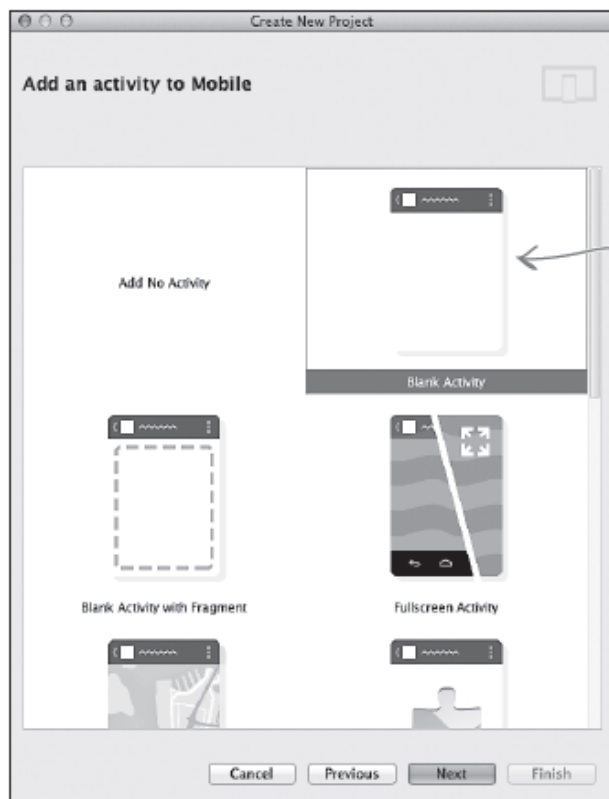 Create New Project
Add an activity to Mobile
Add No Activity
Blank Activity
Blank Activity with Fragment
Fullscreen Activity
Cancel
Previous
Next
Finish